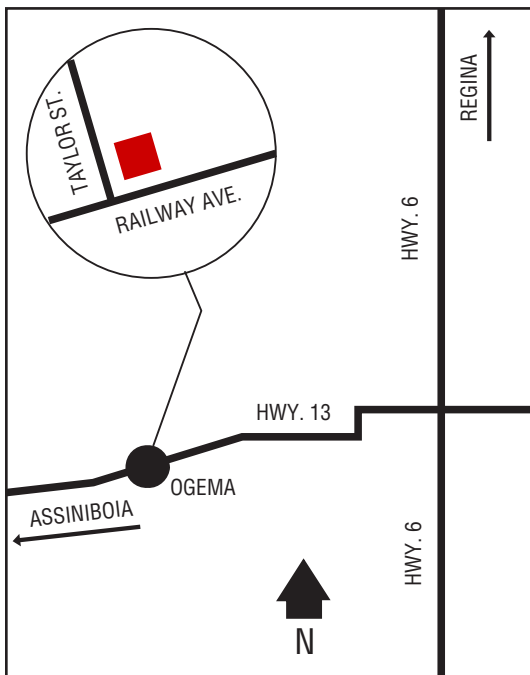 REGINA
TAYLOR ST.
RAILWAY AVE.
HWY. 6
HWY. 13
OGEMA
ASSINIBOIA
HWY. 6
N